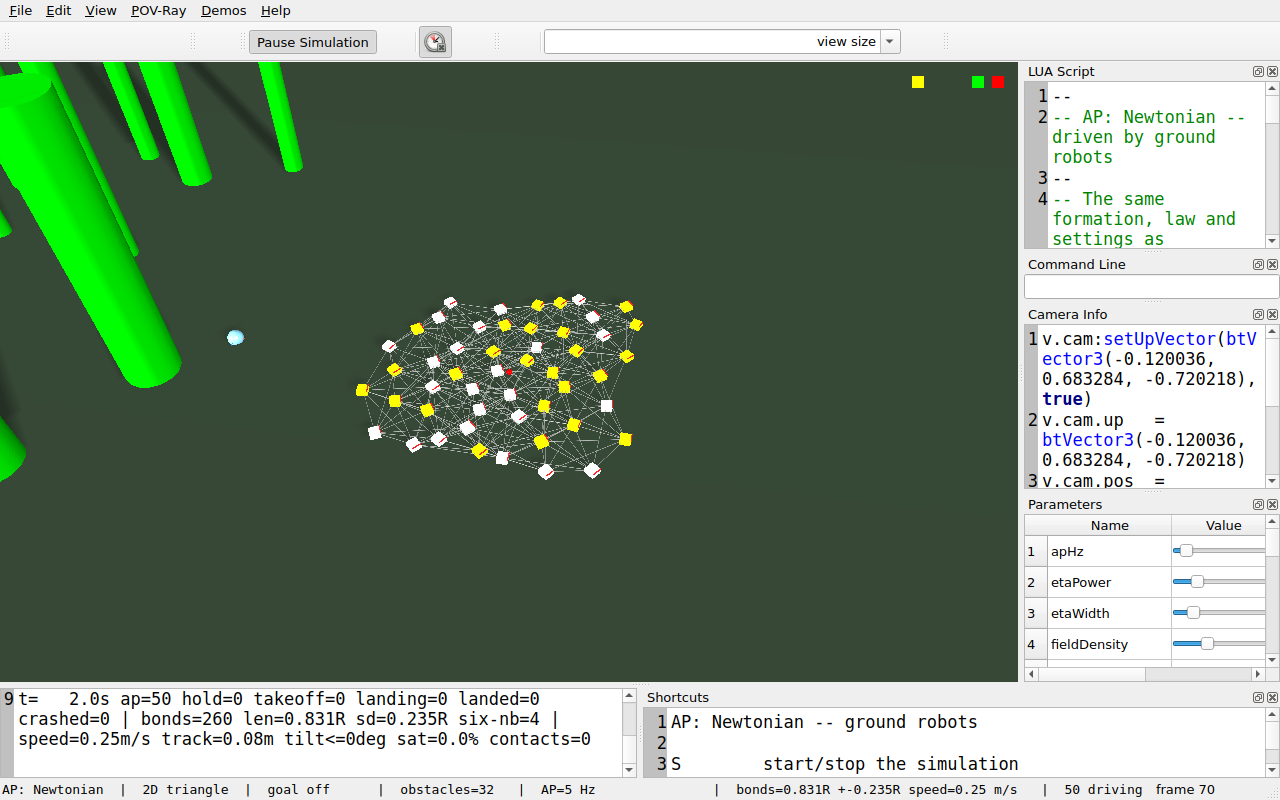 File Edit View POV-Ray Demos Help
Pause Simulation view size
LUA Script
1 --
2 -- AP: Newtonian --
driven by ground
robots
3 --
4 -- The same
formation, law and
settings as
Command Line
Camera Info
1 v.cam:setUpVector(btV
ector3(-0.120036,
0.683284, -0.720218),
true)
2 v.cam.up   =
btVector3(-0.120036,
0.683284, -0.720218)
3 v.cam.pos  =
Parameters
Name Value
1 apHz
2 etaPower
3 etaWidth
4 fieldDensity
9 t=   2.0s ap=50 hold=0 takeoff=0 landing=0 landed=0
crashed=0 | bonds=260 len=0.831R sd=0.235R six-nb=4 |
speed=0.25m/s track=0.08m tilt<=0deg sat=0.0% contacts=0
Shortcuts
1 AP: Newtonian -- ground robots
2
3 S        start/stop the simulation
AP: Newtonian  |  2D triangle  |  goal off      |  obstacles=32   |  AP=5 Hz      |  bonds=0.831R +-0.235R speed=0.25 m/s   |  50 driving  frame 70